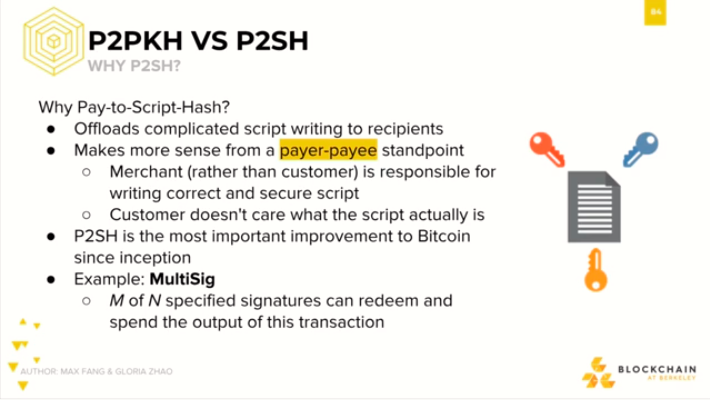 84
P2PKH VS P2SH
WHY P2SH?
Why Pay-to-Script-Hash?
● Offloads complicated script writing to recipients
● Makes more sense from a payer-payee standpoint
○ Merchant (rather than customer) is responsible for
writing correct and secure script
○ Customer doesn't care what the script actually is
● P2SH is the most important improvement to Bitcoin
since inception
● Example: MultiSig
○ M of N specified signatures can redeem and
spend the output of this transaction
AUTHOR: MAX FANG & GLORIA ZHAO
BLOCKCHAIN
AT BERKELEY